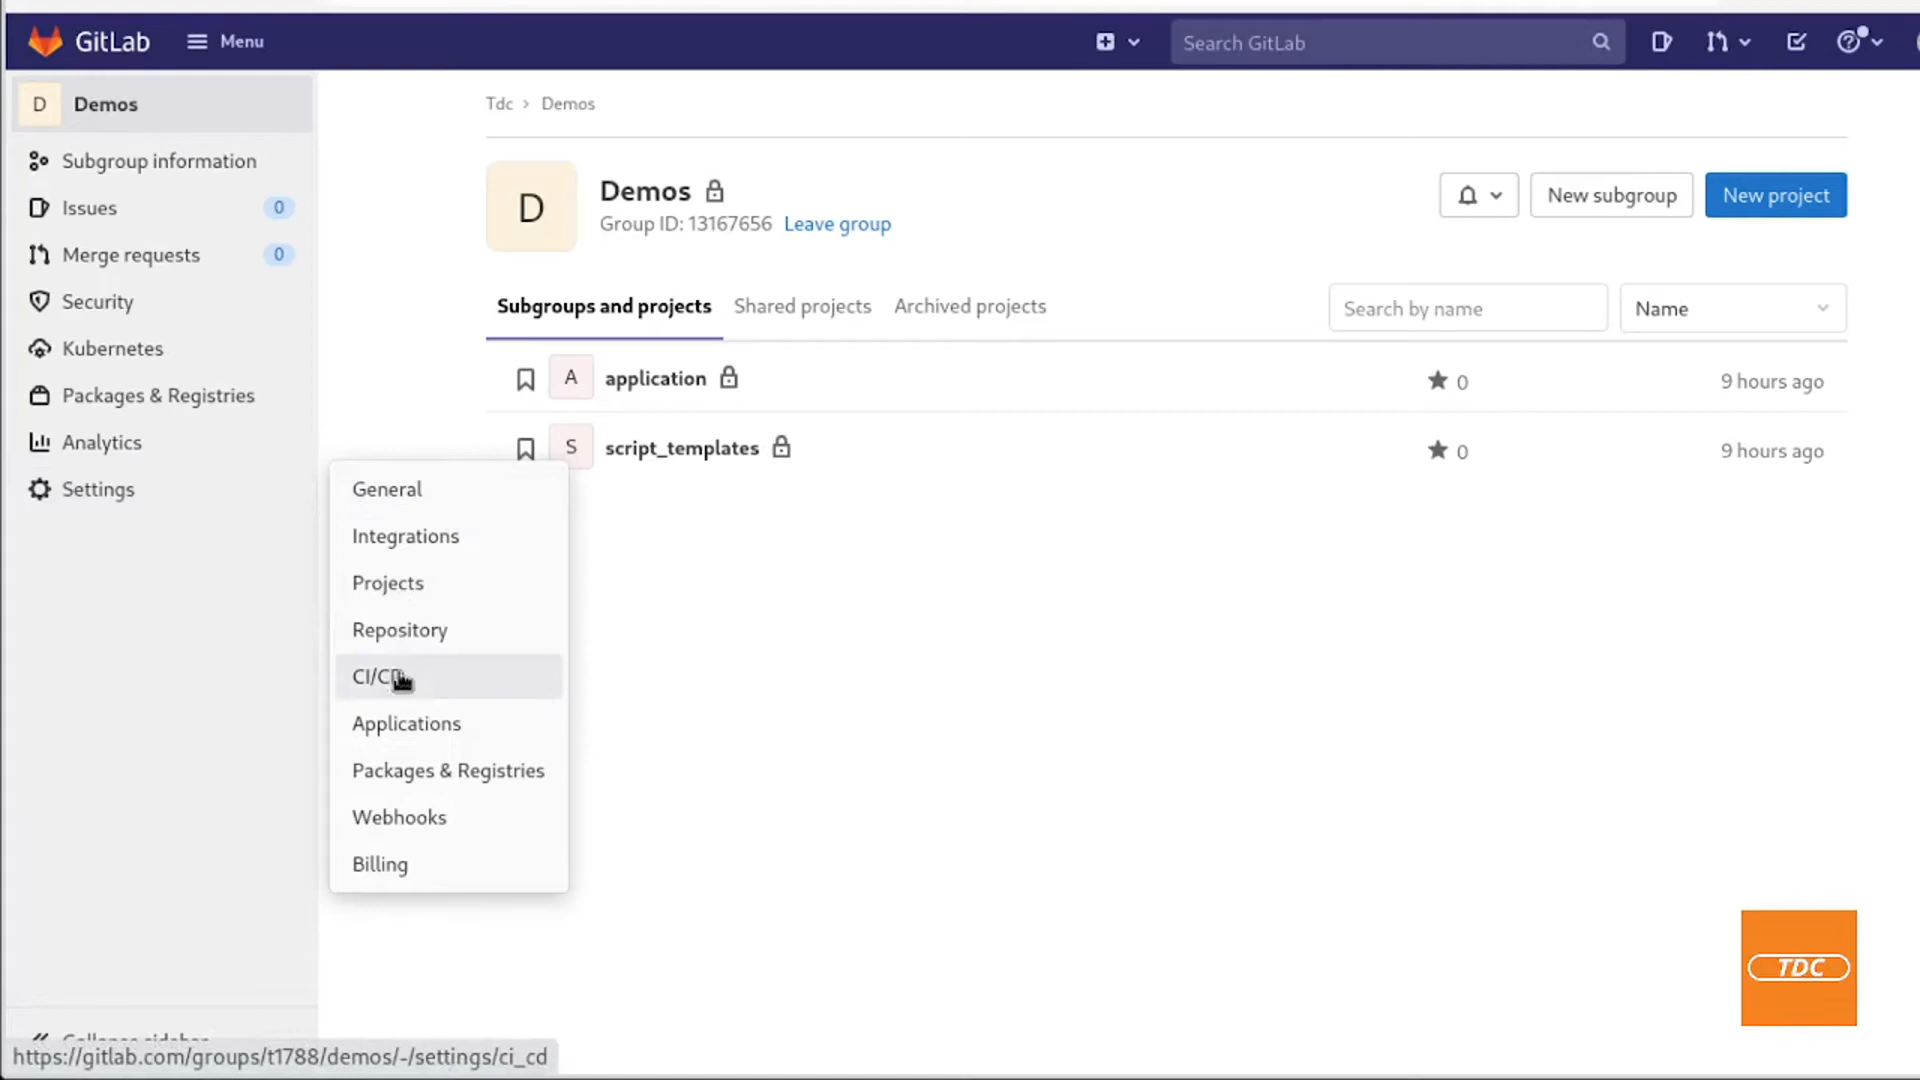 GitLab
Menu
Search GitLab
D
Demos
Subgroup information
Issues
0
Merge requests
0
Security
Kubernetes
Packages & Registries
Analytics
Settings
Tdc
Demos
D
Demos
Group ID: 13167656 Leave group
New subgroup
New project
Subgroups and projects
Shared projects
Archived projects
Search by name
Name
A
application
0
9 hours ago
S
script_templates
0
9 hours ago
General
Integrations
Projects
Repository
CI/CD
Applications
Packages & Registries
Webhooks
Billing
TDC
Collapse sidebar
https://gitlab.com/groups/t1788/demos/-/settings/ci_cd